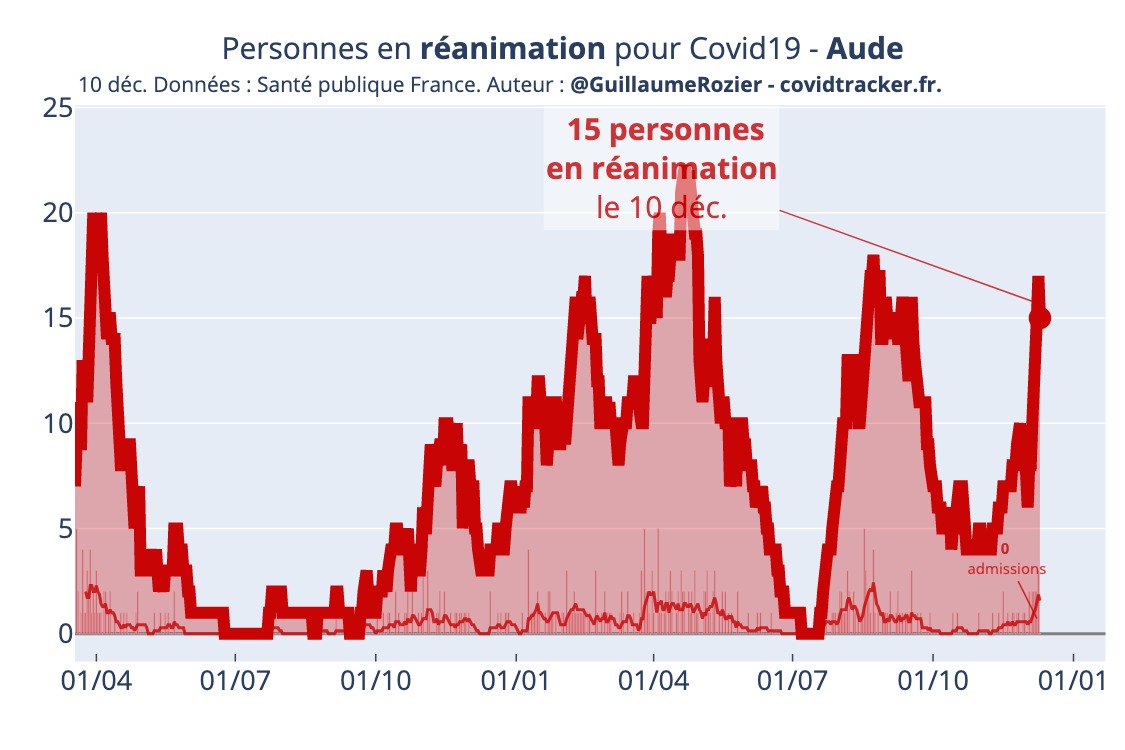 Personnes en réanimation pour Covid19 - Aude
10 déc. Données : Santé publique France. Auteur : @GuillaumeRozier - covidtracker.fr.
25
15 personnes
en réanimation
le 10 déc.
20
15
10
5
0
admissions
0
01/04
01/07
01/10
01/01
01/04
01/07
01/10
01/01